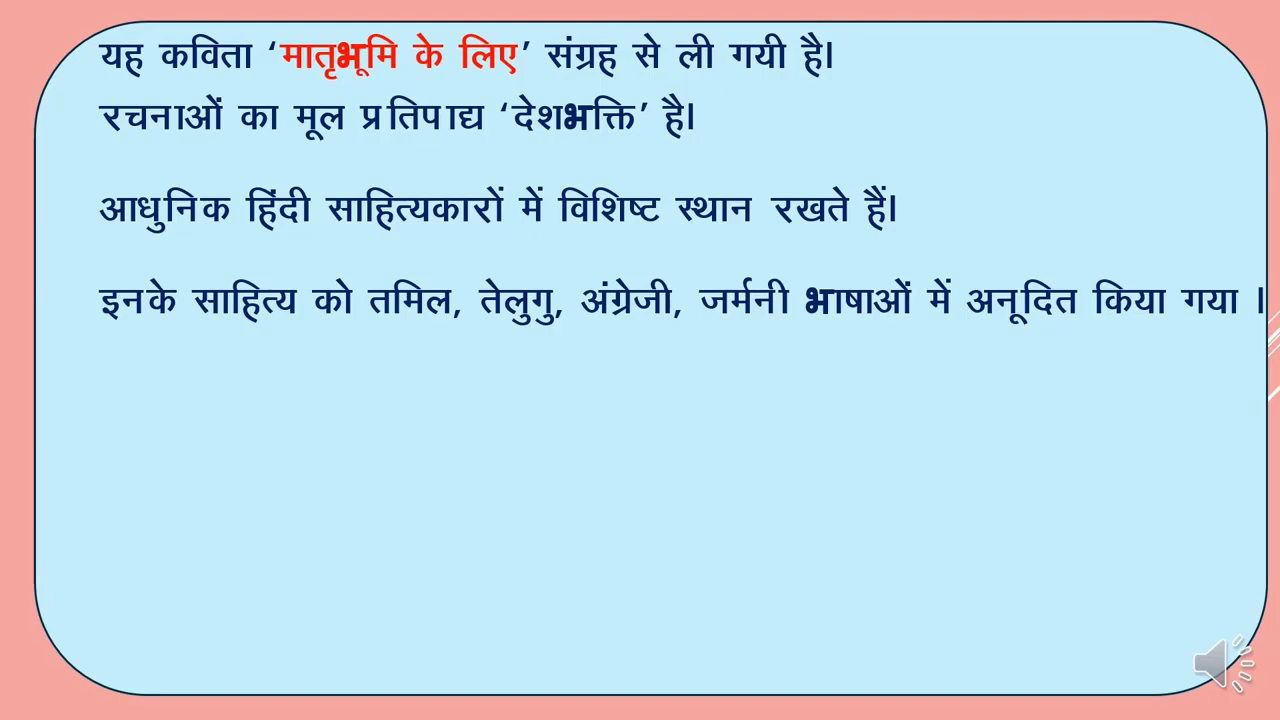 यह कविता ‘मातृभूमि के लिए’ संग्रह से ली गयी है।
रचनाओं का मूल प्रतिपाद्य ‘देशभक्ति’ है।
आधुनिक हिंदी साहित्यकारों में विशिष्ट स्थान रखते हैं।
इनके साहित्य को तमिल, तेलुगु, अंग्रेजी, जर्मनी भाषाओं में अनूदित किया गया ।